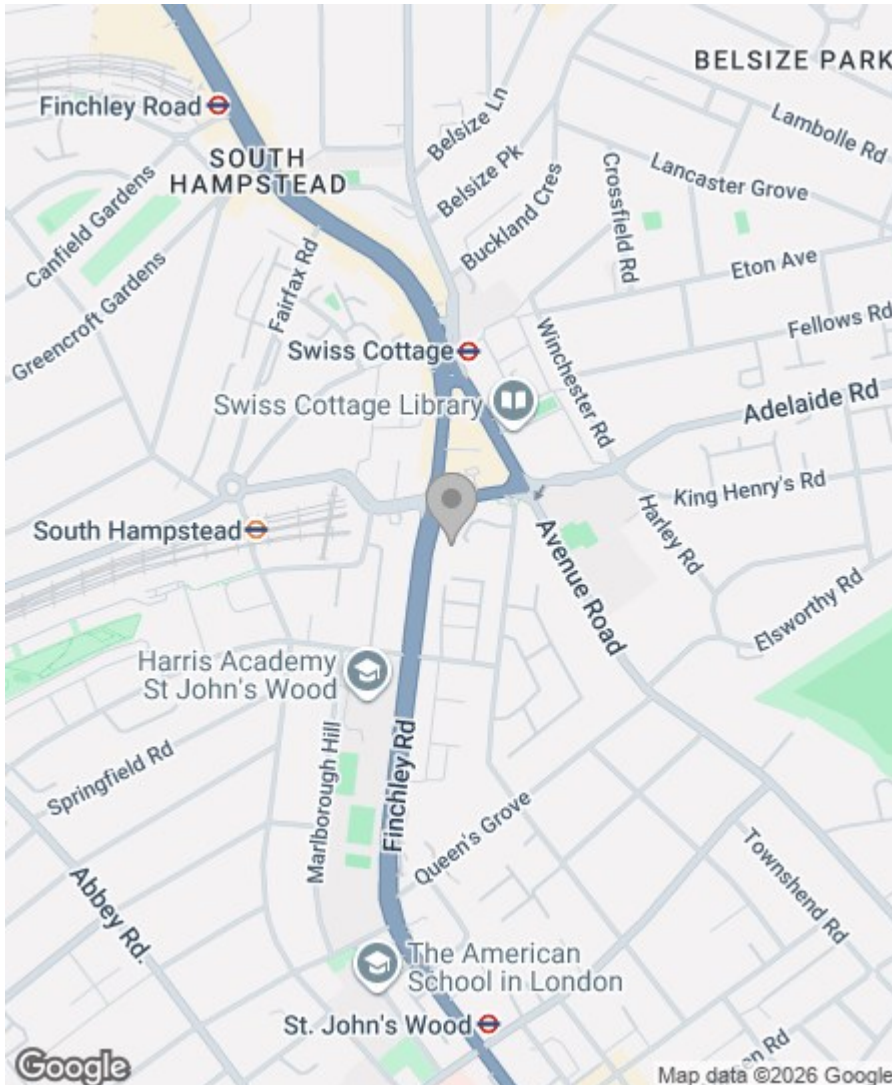 BELSIZE PARK
Finchley Road
Belsize Ln
Lambolle Rd
SOUTH
HAMPSTEAD
Belsize Pk
Lancaster Grove
Canfield Gardens
Buckland Cres
Crossfield Rd
Eton Ave
Greencroft Gardens
Fairfax Rd
Fellows Rd
Swiss Cottage
Winchester Rd
Swiss Cottage Library
Adelaide Rd
King Henry's Rd
South Hampstead
Harley Rd
Avenue Road
Elsworthy Rd
Harris Academy
St John's Wood
Springfield Rd
Marlborough Hill
Finchley Rd
Queen's Grove
Abbey Rd.
Townshend Rd
The American
School in London
St. John's Wood
Google
Map data ©2026 Google